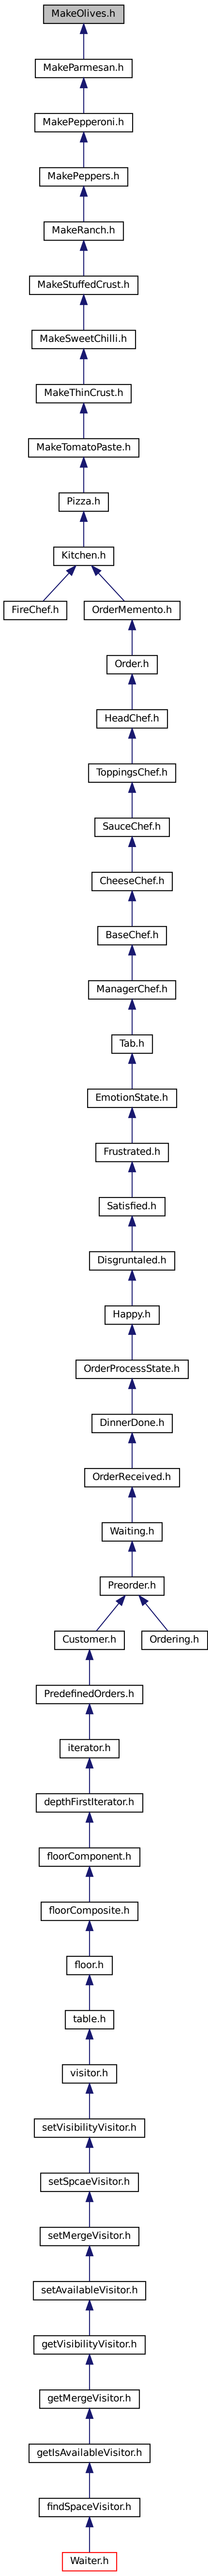 MakeOlives.h
MakeParmesan.h
MakePepperoni.h
MakePeppers.h
MakeRanch.h
MakeStuffedCrust.h
MakeSweetChilli.h
MakeThinCrust.h
MakeTomatoPaste.h
Pizza.h
Kitchen.h
FireChef.h OrderMemento.h
Order.h
HeadChef.h
ToppingsChef.h
SauceChef.h
CheeseChef.h
BaseChef.h
ManagerChef.h
Tab.h
EmotionState.h
Frustrated.h
Satisfied.h
Disgruntaled.h
Happy.h
OrderProcessState.h
DinnerDone.h
OrderReceived.h
Waiting.h
Preorder.h
Customer.h Ordering.h
PredefinedOrders.h
iterator.h
depthFirstIterator.h
floorComponent.h
floorComposite.h
floor.h
table.h
visitor.h
setVisibilityVisitor.h
setSpcaeVisitor.h
setMergeVisitor.h
setAvailableVisitor.h
getVisibilityVisitor.h
getMergeVisitor.h
getIsAvailableVisitor.h
findSpaceVisitor.h
Waiter.h